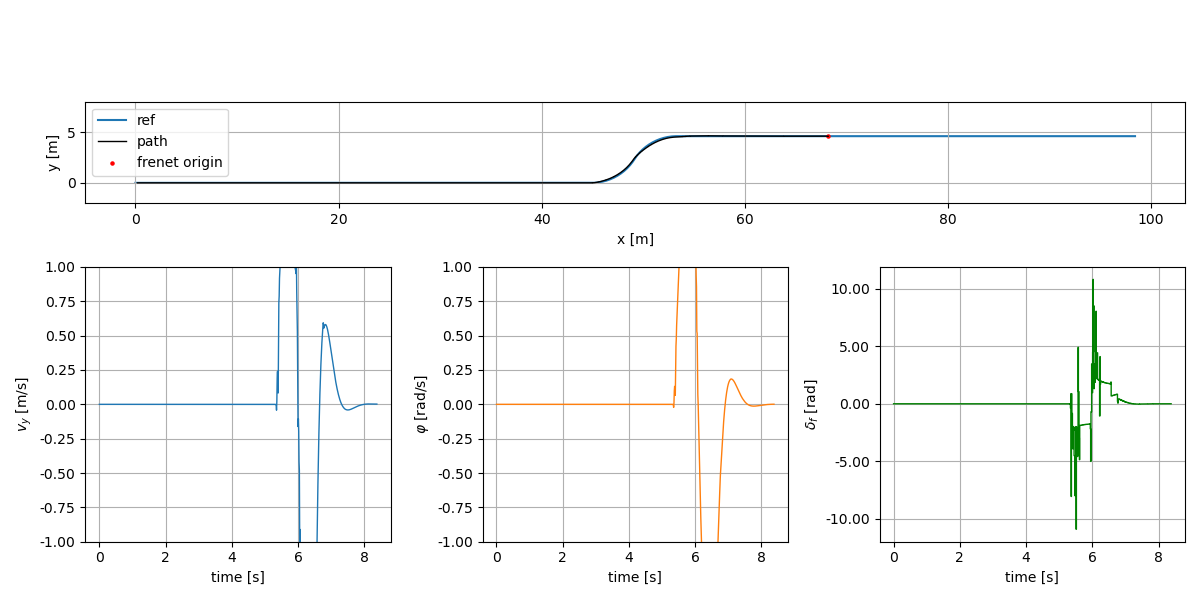 ref
path
frenet origin
y [m]
5
0
0 20 40 60 80 100
x [m]
1.00
0.75
0.50
0.25
0.00
-0.25
-0.50
-0.75
-1.00
v_y [m/s]
0 2 4 6 8
time [s]
1.00
0.75
0.50
0.25
0.00
-0.25
-0.50
-0.75
-1.00
φ [rad/s]
0 2 4 6 8
time [s]
10.00
5.00
0.00
-5.00
-10.00
δ_f [rad]
0 2 4 6 8
time [s]